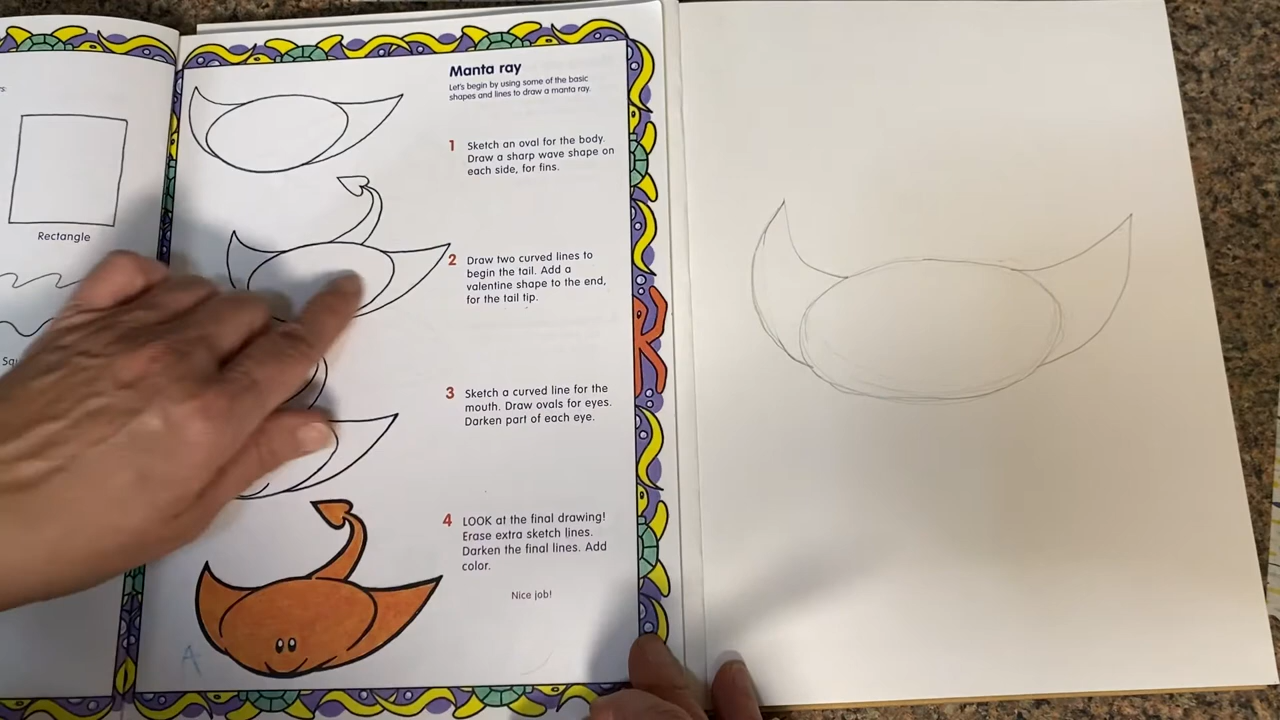 s:
Rectangle
Manta ray
Let's begin by using some of the basic
shapes and lines to draw a manta ray.
1 Sketch an oval for the body.
Draw a sharp wave shape on
each side, for fins.
2 Draw two curved lines to
begin the tail. Add a
valentine shape to the end,
for the tail tip.
3 Sketch a curved line for the
mouth. Draw ovals for eyes.
Darken part of each eye.
4 LOOK at the final drawing!
Erase extra sketch lines.
Darken the final lines. Add
color.
Nice job!
A